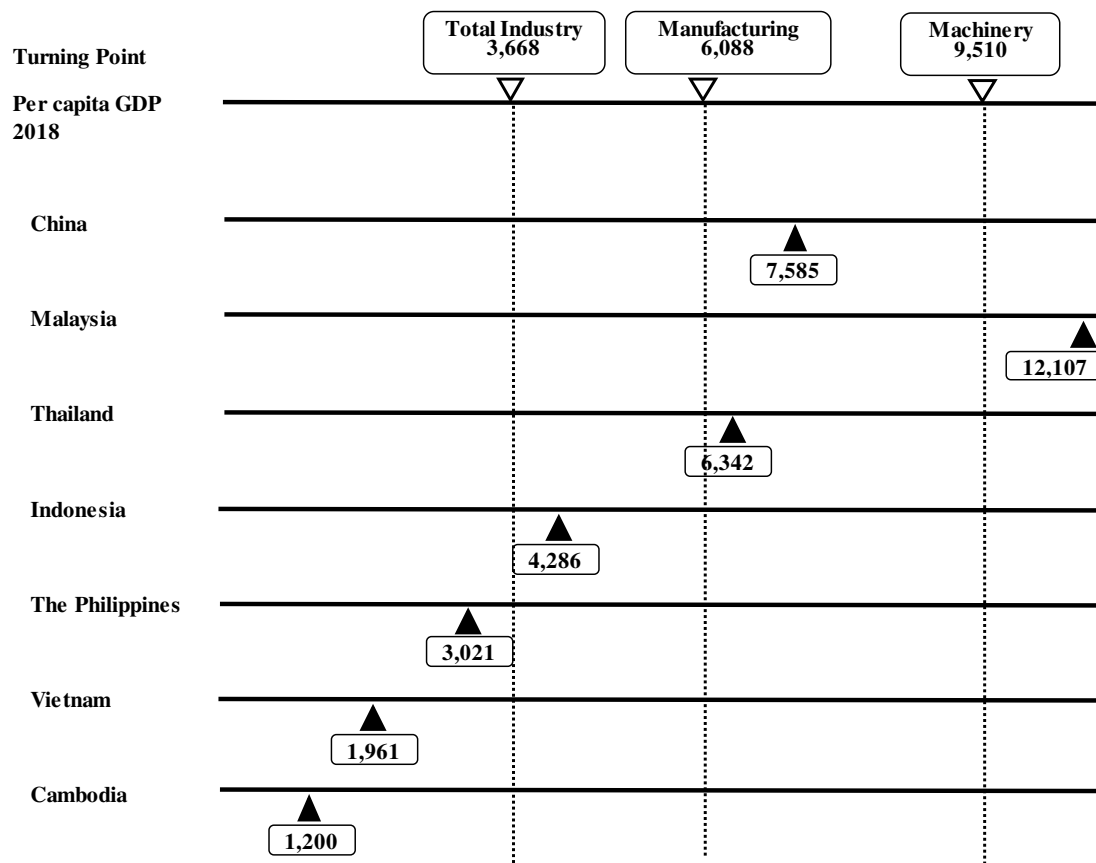 Turning Point
Total Industry
3,668
Manufacturing
6,088
Machinery
9,510
Per capita GDP
2018
China
7,585
Malaysia
12,107
Thailand
6,342
Indonesia
4,286
The Philippines
3,021
Vietnam
1,961
Cambodia
1,200